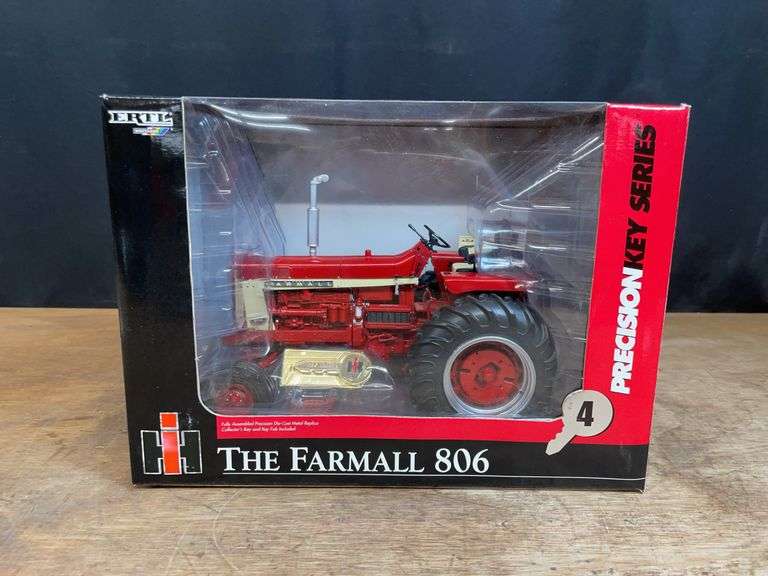 ERTL
PRECISION KEY SERIES
FARMALL
4
Fully Assembled Precision Die Cast Metal Replica
Collector's Key and Key Fob Included
IH
THE FARMALL 806